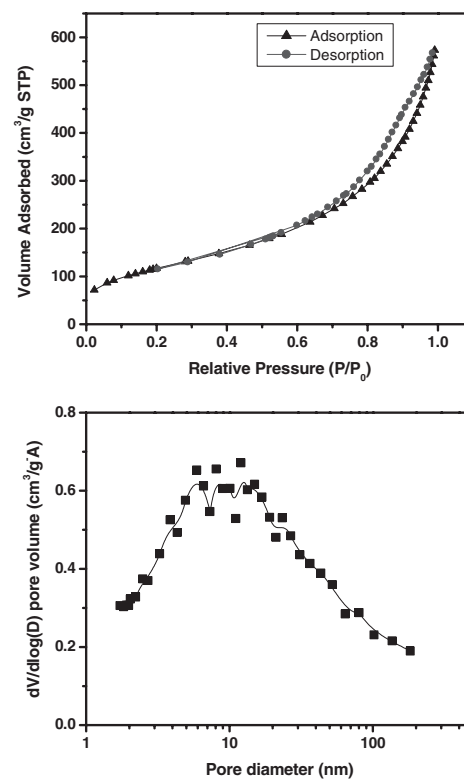 Adsorption
Desorption
600
500
400
300
200
100
0
Volume Adsorbed (cm³/g STP)
0.0 0.2 0.4 0.6 0.8 1.0
Relative Pressure (P/P₀)
0.8
0.6
0.4
0.2
0.0
dV/dlog(D) pore volume (cm³/g·A)
1 10 100
Pore diameter (nm)